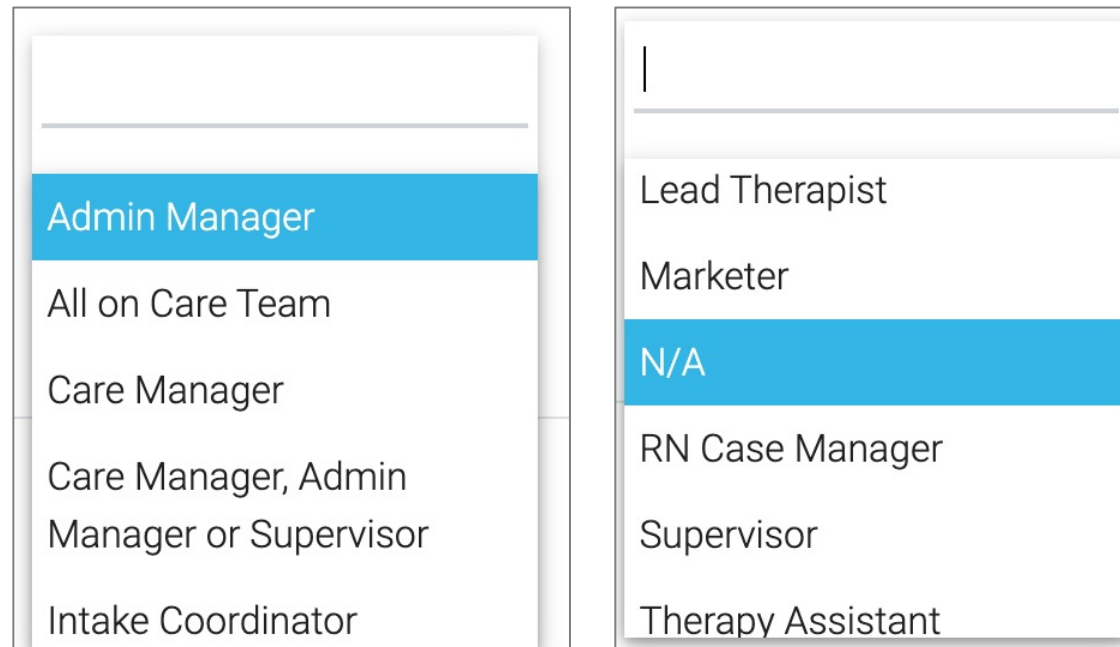 Admin Manager
All on Care Team
Care Manager
Care Manager, Admin
Manager or Supervisor
Intake Coordinator
Lead Therapist
Marketer
N/A
RN Case Manager
Supervisor
Therapy Assistant